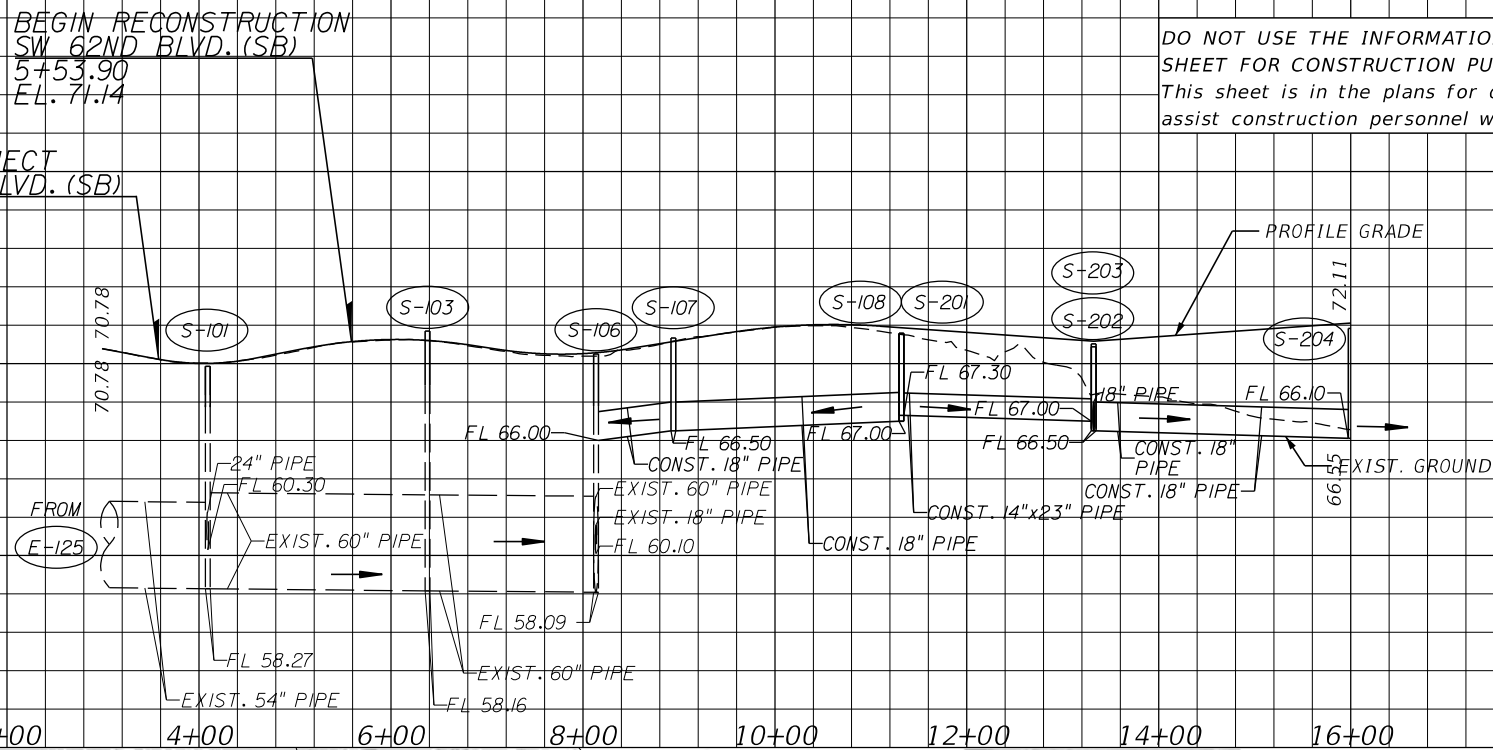 BEGIN RECONSTRUCTION
SW 62ND BLVD. (SB)
5+53.90
EL. 71.14
DO NOT USE THE INFORMATIO
SHEET FOR CONSTRUCTION PU
This sheet is in the plans for
assist construction personnel w
ECT
LVD. (SB)
PROFILE GRADE
S-203
72.11
70.78
70.78
S-101
S-103
S-106
S-107
S-108
S-201
S-202
S-204
FL 67.30
18" PIPE
FL 66.10
FL 66.00
FL 66.50
FL 67.00
FL 67.00
FL 66.50
CONST. 18"
PIPE
24" PIPE
CONST. 18" PIPE
EXIST. GROUND
66.55
FL 60.30
EXIST. 60" PIPE
CONST. 18" PIPE
FROM
E-125
EXIST. 18" PIPE
CONST. 14"x23" PIPE
EXIST. 60" PIPE
FL 60.10
CONST. 18" PIPE
FL 58.09
FL 58.27
EXIST. 60" PIPE
EXIST. 54" PIPE
FL 58.16
+00
4+00
6+00
8+00
10+00
12+00
14+00
16+00